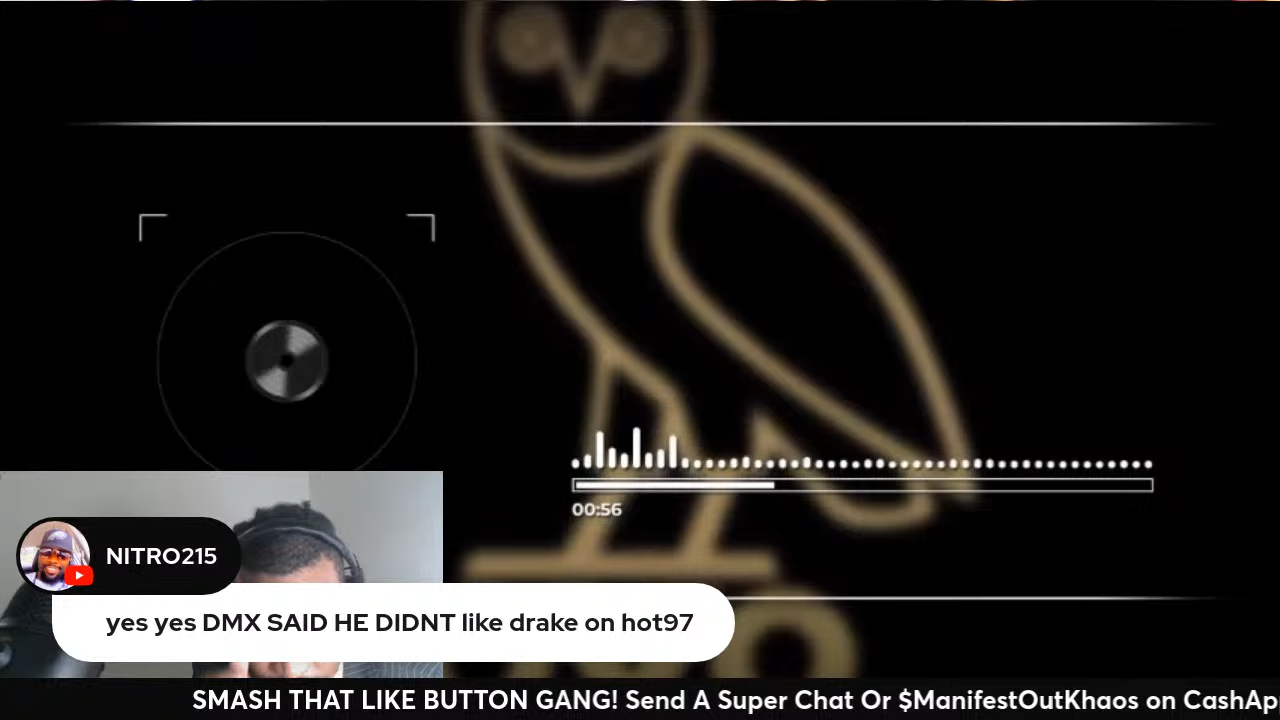 00:56
NITRO215
yes yes DMX SAID HE DIDNT like drake on hot97
SMASH THAT LIKE BUTTON GANG! Send A Super Chat Or $ManifestOutKhaos on CashAp